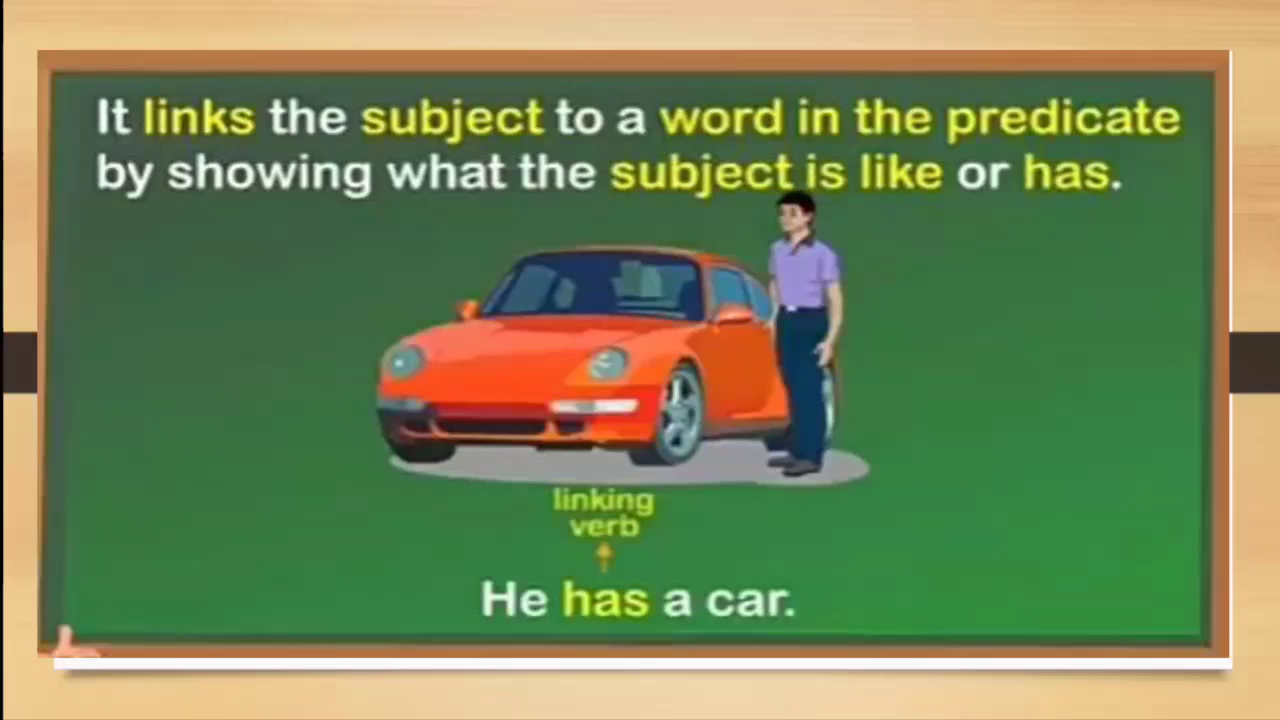 It links the subject to a word in the predicate
by showing what the subject is like or has.
linking
verb
He has a car.